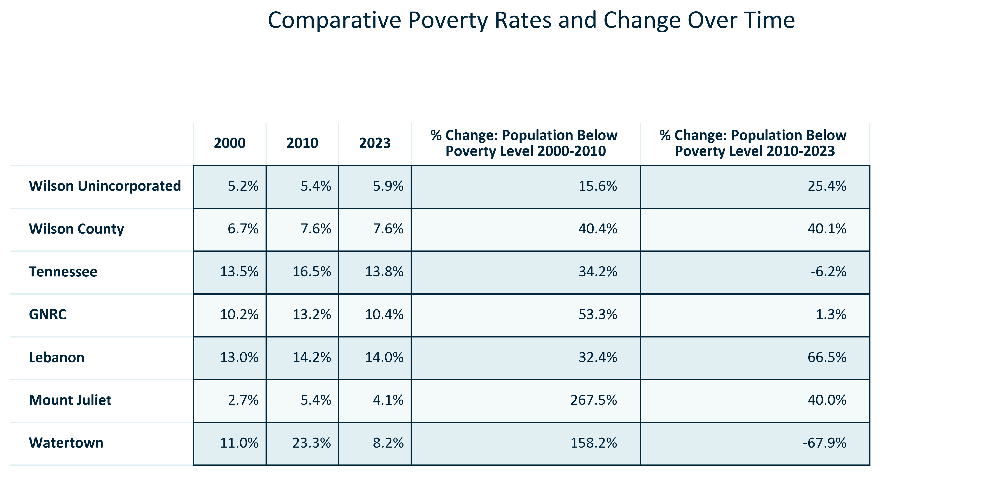 Comparative Poverty Rates and Change Over Time
2000 2010 2023 % Change: Population Below Poverty Level 2000-2010 % Change: Population Below Poverty Level 2010-2023
Wilson Unincorporated 5.2% 5.4% 5.9% 15.6% 25.4%
Wilson County 6.7% 7.6% 7.6% 40.4% 40.1%
Tennessee 13.5% 16.5% 13.8% 34.2% -6.2%
GNRC 10.2% 13.2% 10.4% 53.3% 1.3%
Lebanon 13.0% 14.2% 14.0% 32.4% 66.5%
Mount Juliet 2.7% 5.4% 4.1% 267.5% 40.0%
Watertown 11.0% 23.3% 8.2% 158.2% -67.9%